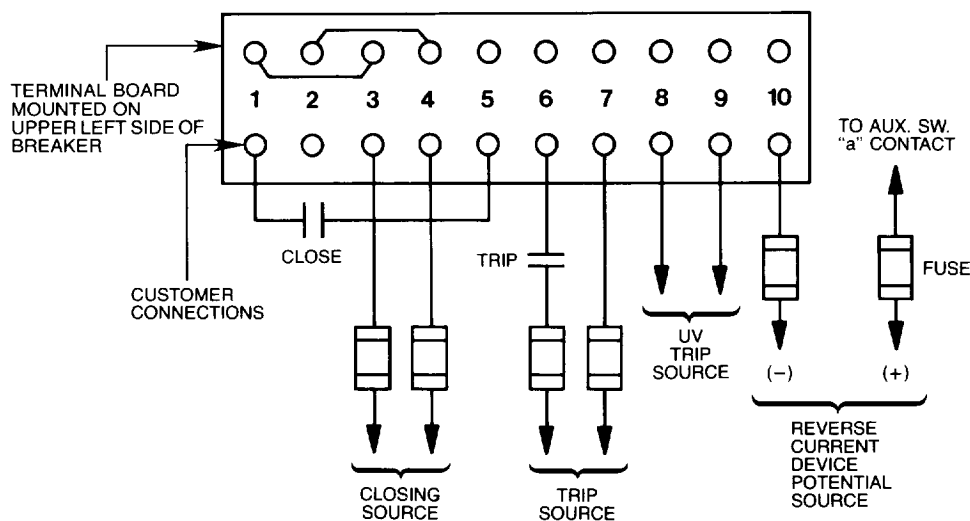 TERMINAL BOARD
MOUNTED ON
UPPER LEFT SIDE OF
BREAKER
1 2 3 4 5 6 7 8 9 10
TO AUX. SW.
"a" CONTACT
CLOSE
TRIP
FUSE
CUSTOMER
CONNECTIONS
UV
TRIP
SOURCE
(−) (+)
CLOSING
SOURCE
TRIP
SOURCE
REVERSE
CURRENT
DEVICE
POTENTIAL
SOURCE